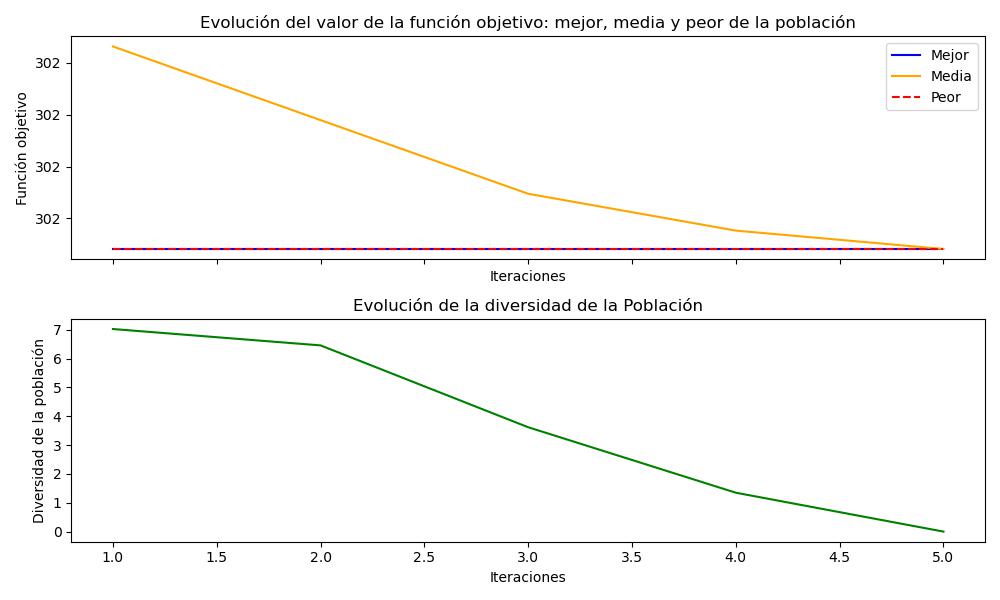 Evolución del valor de la función objetivo: mejor, media y peor de la población
Función objetivo
302
302
302
302
Mejor
Media
Peor
Iteraciones
Evolución de la diversidad de la Población
Diversidad de la población
7
6
5
4
3
2
1
0
1.0 1.5 2.0 2.5 3.0 3.5 4.0 4.5 5.0
Iteraciones